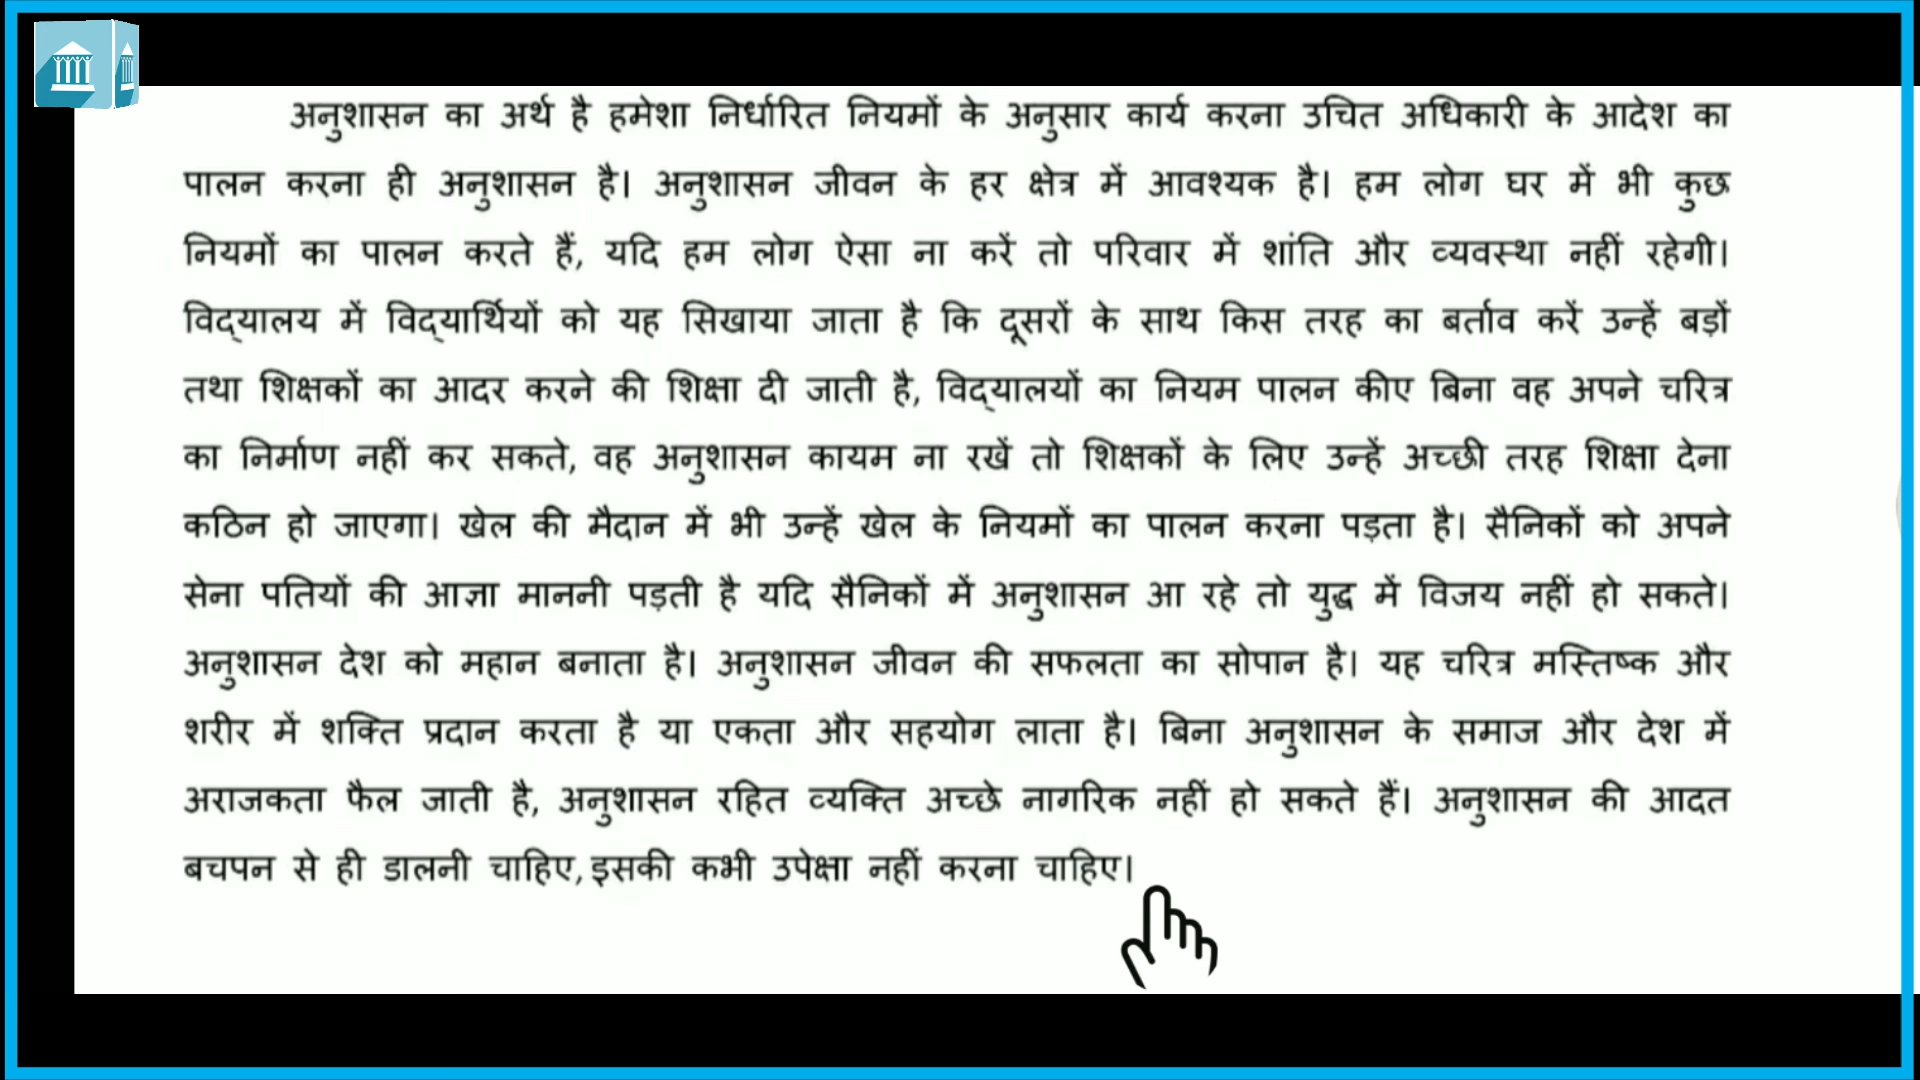 अनुशासन का अर्थ है हमेशा निर्धारित नियमों के अनुसार कार्य करना उचित अधिकारी के आदेश का
पालन करना ही अनुशासन है। अनुशासन जीवन के हर क्षेत्र में आवश्यक है। हम लोग घर में भी कुछ
नियमों का पालन करते हैं, यदि हम लोग ऐसा ना करें तो परिवार में शांति और व्यवस्था नहीं रहेगी।
विद्यालय में विद्यार्थियों को यह सिखाया जाता है कि दूसरों के साथ किस तरह का बर्ताव करें उन्हें बड़ों
तथा शिक्षकों का आदर करने की शिक्षा दी जाती है, विद्यालयों का नियम पालन कीए बिना वह अपने चरित्र
का निर्माण नहीं कर सकते, वह अनुशासन कायम ना रखें तो शिक्षकों के लिए उन्हें अच्छी तरह शिक्षा देना
कठिन हो जाएगा। खेल की मैदान में भी उन्हें खेल के नियमों का पालन करना पड़ता है। सैनिकों को अपने
सेना पतियों की आज्ञा माननी पड़ती है यदि सैनिकों में अनुशासन आ रहे तो युद्ध में विजय नहीं हो सकते।
अनुशासन देश को महान बनाता है। अनुशासन जीवन की सफलता का सोपान है। यह चरित्र मस्तिष्क और
शरीर में शक्ति प्रदान करता है या एकता और सहयोग लाता है। बिना अनुशासन के समाज और देश में
अराजकता फैल जाती है, अनुशासन रहित व्यक्ति अच्छे नागरिक नहीं हो सकते हैं। अनुशासन की आदत
बचपन से ही डालनी चाहिए, इसकी कभी उपेक्षा नहीं करना चाहिए।